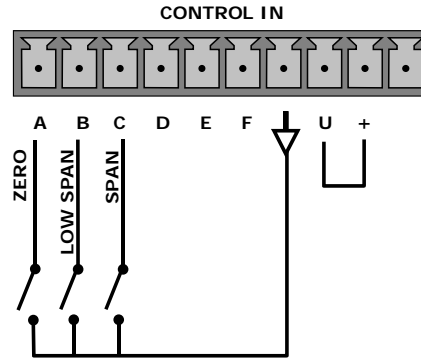 CONTROL IN
A B C D E F U +
ZERO
LOW SPAN
SPAN